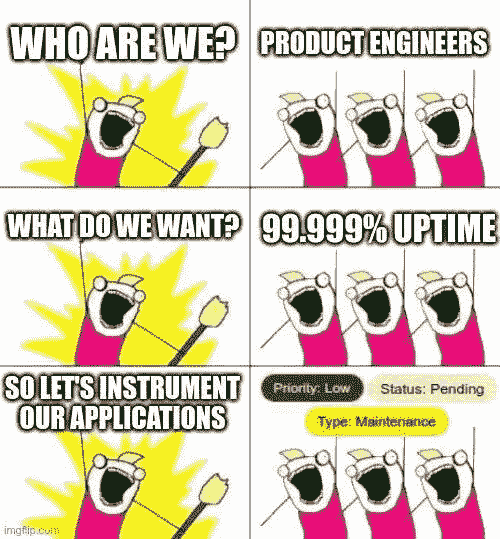 WHO ARE WE?
PRODUCT ENGINEERS
WHAT DO WE WANT?
99.999% UPTIME
SO LET'S INSTRUMENT
OUR APPLICATIONS
Priority: Low
Status: Pending
Type: Maintenance
imgflip.com